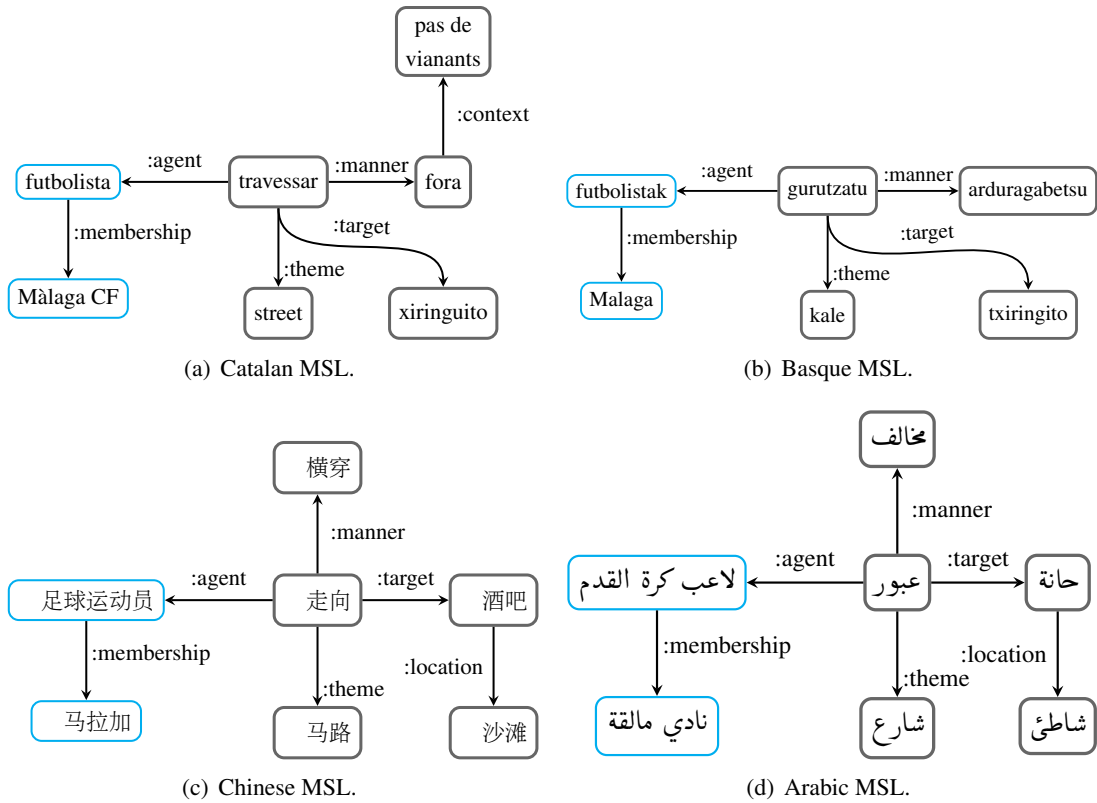 pas de
vianants
:context
:agent
:manner
futbolista
travessar
fora
:membership
:target
:theme
Màlaga CF
street
xiringuito
(a) Catalan MSL.
:agent
:manner
futbolistak
gurutzatu
arduragabetsu
:membership
:target
:theme
Malaga
kale
txiringito
(b) Basque MSL.
横穿
:manner
:agent
:target
足球运动员
走向
酒吧
:membership
:location
:theme
马拉加
马路
沙滩
(c) Chinese MSL.
مخالف
:manner
:agent
:target
لاعب كرة القدم
عبور
حانة
:membership
:location
:theme
نادي مالقة
شارع
شاطئ
(d) Arabic MSL.